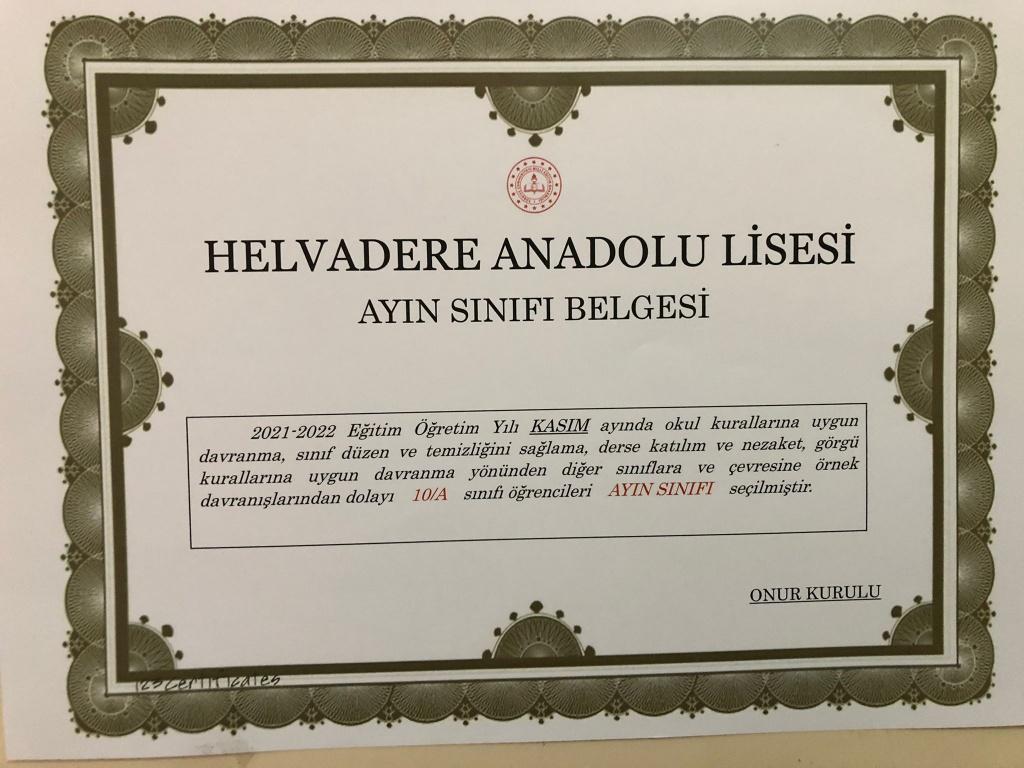 HELVADERE ANADOLU LİSESİ
AYIN SINIFI BELGESİ
2021-2022 Eğitim Öğretim Yılı KASIM ayında okul kurallarına uygun
davranma, sınıf düzen ve temizliğini sağlama, derse katılım ve nezaket, görgü
kurallarına uygun davranma yönünden diğer sınıflara ve çevresine örnek
davranışlarından dolayı 10/A sınıfı öğrencileri AYIN SINIFI seçilmiştir.
ONUR KURULU
123certificates